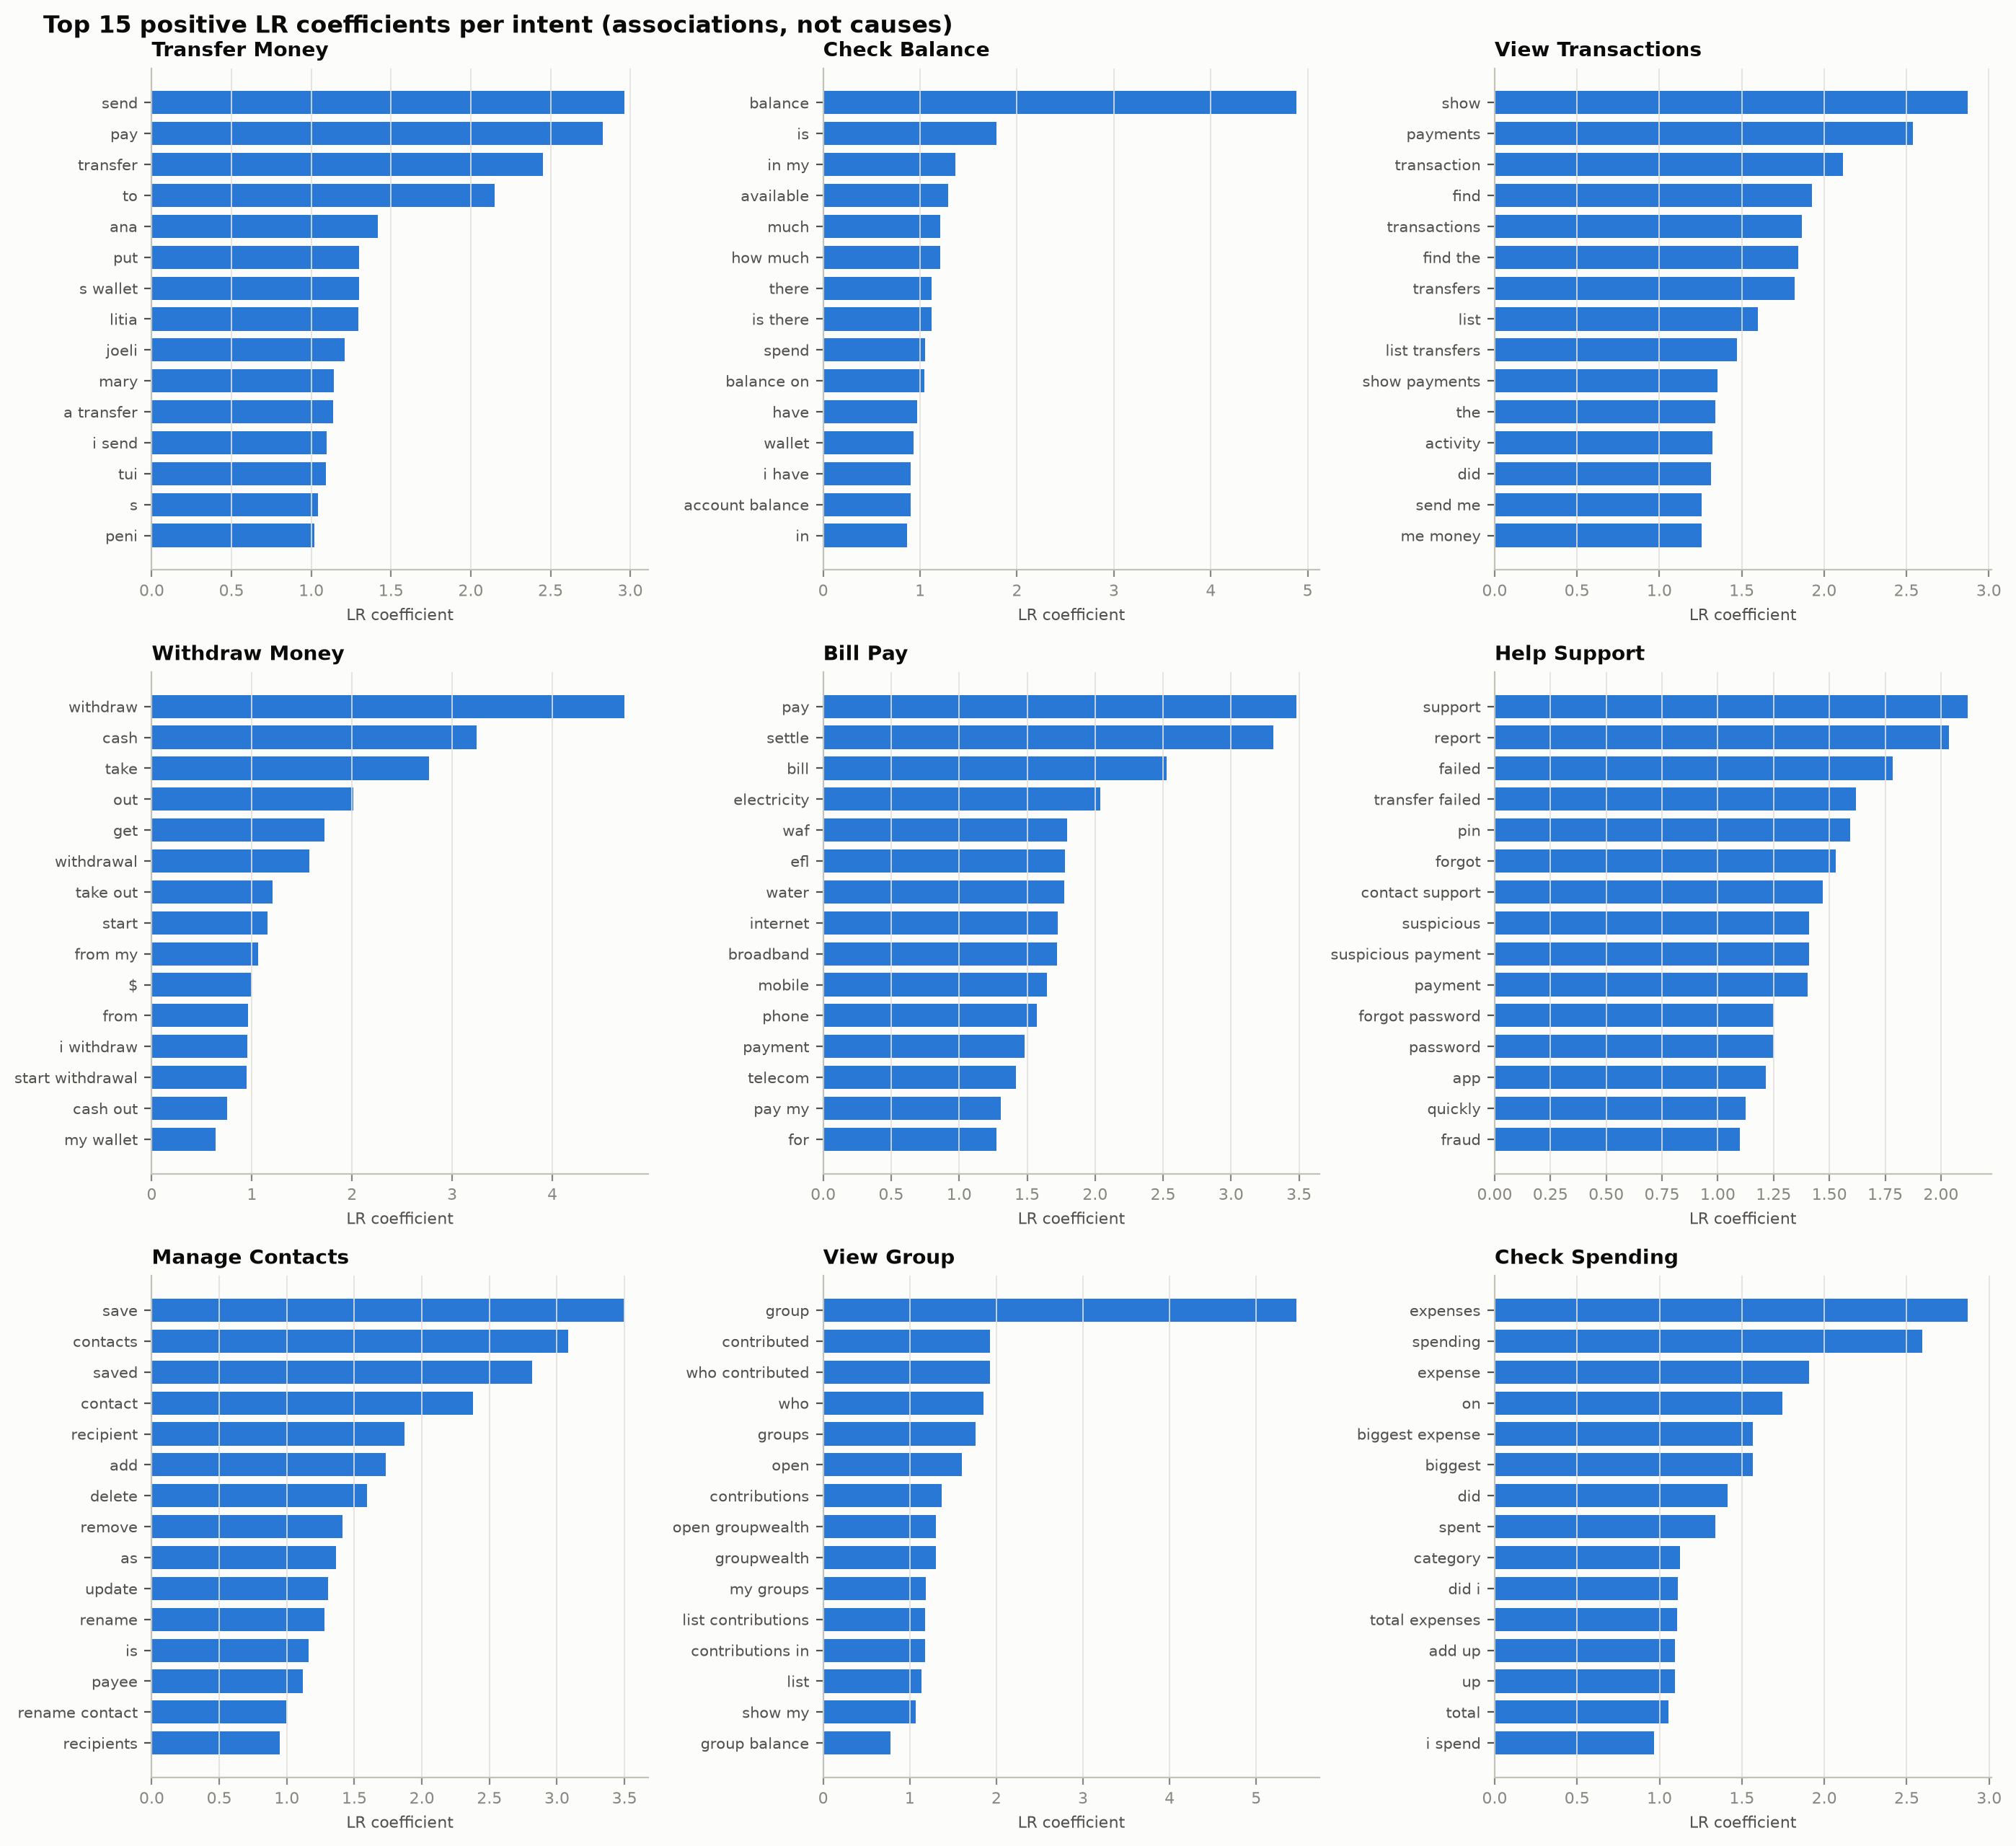 Top 15 positive LR coefficients per intent (associations, not causes)
Transfer Money
send
pay
transfer
to
ana
put
s wallet
litia
joeli
mary
a transfer
i send
tui
s
peni
0.0 0.5 1.0 1.5 2.0 2.5 3.0
LR coefficient
Check Balance
balance
is
in my
available
much
how much
there
is there
spend
balance on
have
wallet
i have
account balance
in
0 1 2 3 4 5
LR coefficient
View Transactions
show
payments
transaction
find
transactions
find the
transfers
list
list transfers
show payments
the
activity
did
send me
me money
0.0 0.5 1.0 1.5 2.0 2.5 3.0
LR coefficient
Withdraw Money
withdraw
cash
take
out
get
withdrawal
take out
start
from my
$
from
i withdraw
start withdrawal
cash out
my wallet
0 1 2 3 4
LR coefficient
Bill Pay
pay
settle
bill
electricity
waf
efl
water
internet
broadband
mobile
phone
payment
telecom
pay my
for
0.0 0.5 1.0 1.5 2.0 2.5 3.0 3.5
LR coefficient
Help Support
support
report
failed
transfer failed
pin
forgot
contact support
suspicious
suspicious payment
payment
forgot password
password
app
quickly
fraud
0.00 0.25 0.50 0.75 1.00 1.25 1.50 1.75 2.00
LR coefficient
Manage Contacts
save
contacts
saved
contact
recipient
add
delete
remove
as
update
rename
is
payee
rename contact
recipients
0.0 0.5 1.0 1.5 2.0 2.5 3.0 3.5
LR coefficient
View Group
group
contributed
who contributed
who
groups
open
contributions
open groupwealth
groupwealth
my groups
list contributions
contributions in
list
show my
group balance
0 1 2 3 4 5
LR coefficient
Check Spending
expenses
spending
expense
on
biggest expense
biggest
did
spent
category
did i
total expenses
add up
up
total
i spend
0.0 0.5 1.0 1.5 2.0 2.5 3.0
LR coefficient